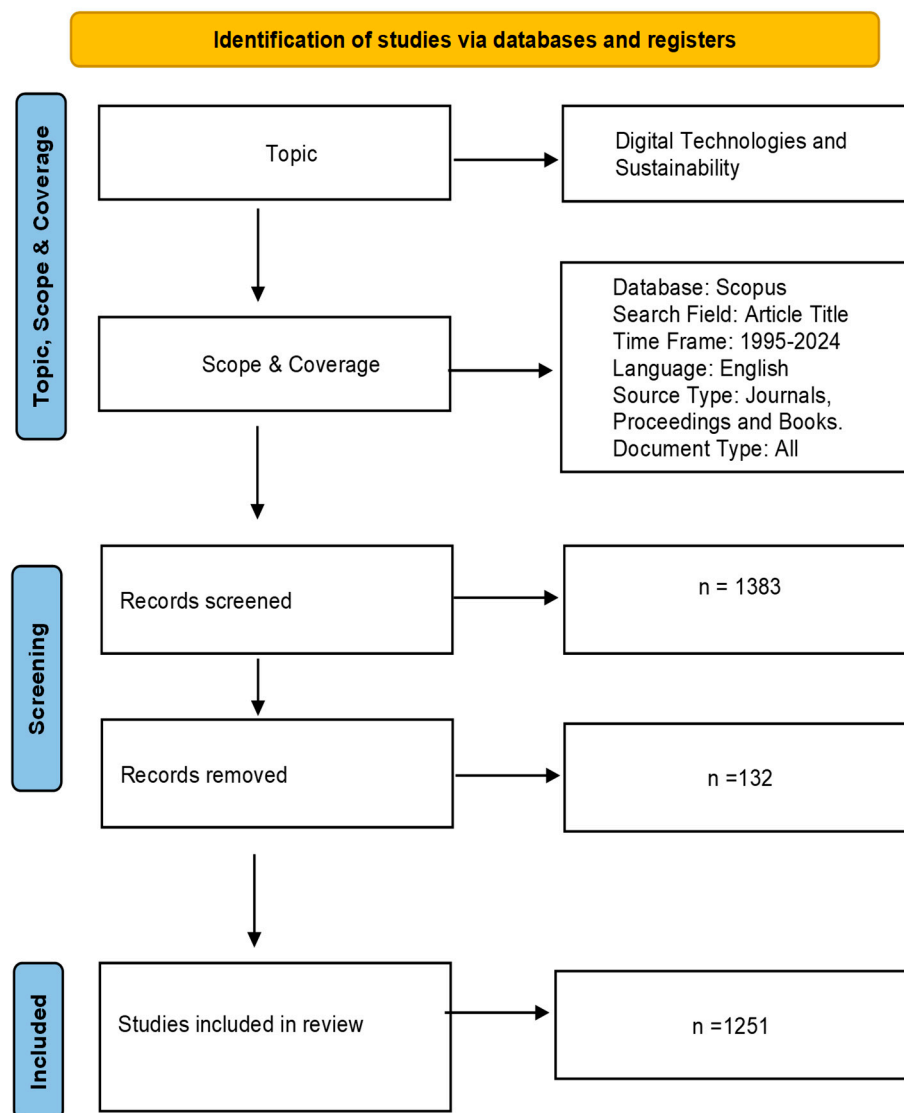 Identification of studies via databases and registers
Topic, Scope & Coverage
Topic
Digital Technologies and
Sustainability
Scope & Coverage
Database: Scopus
Search Field: Article Title
Time Frame: 1995-2024
Language: English
Source Type: Journals,
Proceedings and Books.
Document Type: All
Screening
Records screened
n = 1383
Records removed
n =132
Included
Studies included in review
n =1251